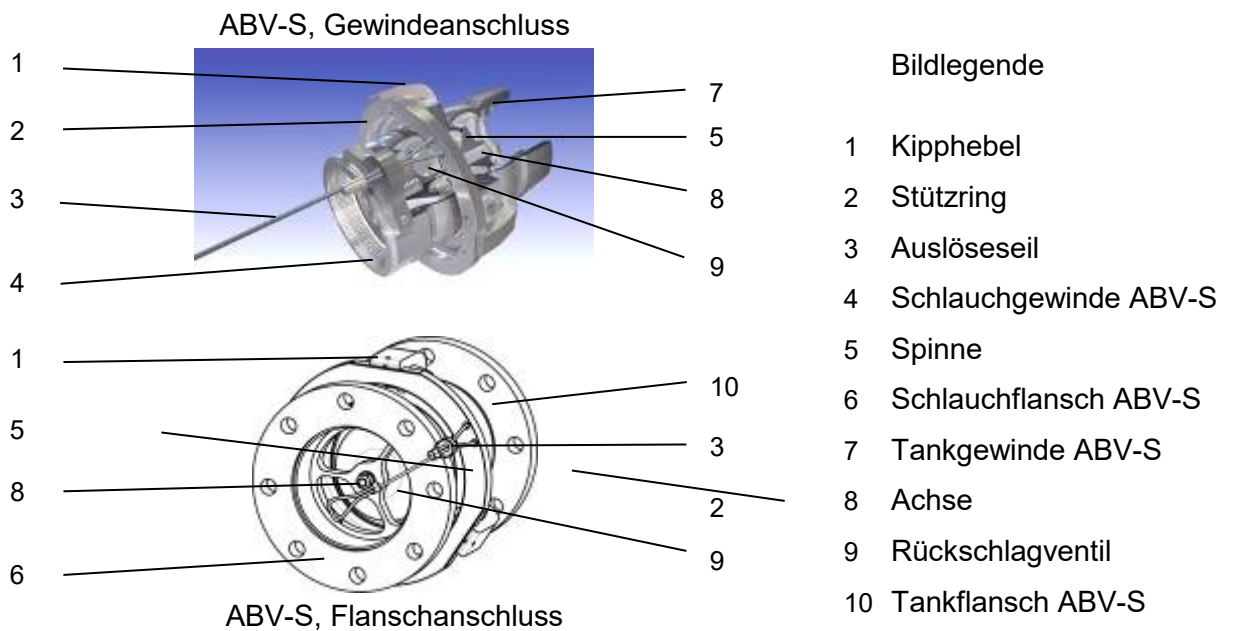 ABV-S, Gewindeanschluss
1
2
3
4
7
5
8
9
1
5
8
6
10
3
2
9
ABV-S, Flanschanschluss
Bildlegende
1 Kipphebel
2 Stützring
3 Auslöseseil
4 Schlauchgewinde ABV-S
5 Spinne
6 Schlauchflansch ABV-S
7 Tankgewinde ABV-S
8 Achse
9 Rückschlagventil
10 Tankflansch ABV-S